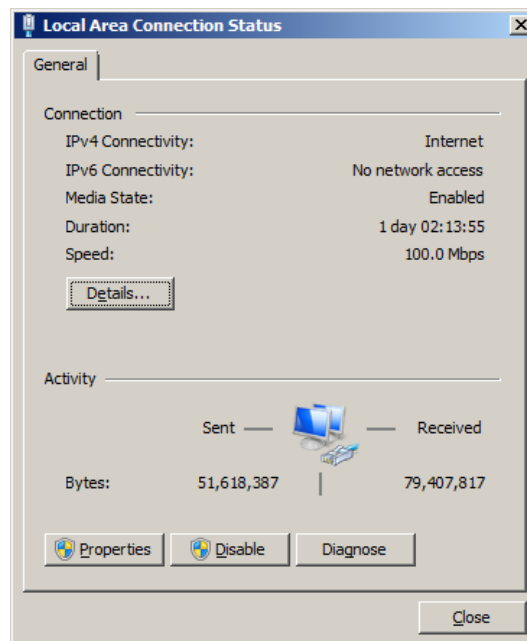 Local Area Connection Status
General
Connection
IPv4 Connectivity: Internet
IPv6 Connectivity: No network access
Media State: Enabled
Duration: 1 day 02:13:55
Speed: 100.0 Mbps
Details...
Activity
Sent Received
Bytes: 51,618,387 79,407,817
Properties Disable Diagnose
Close